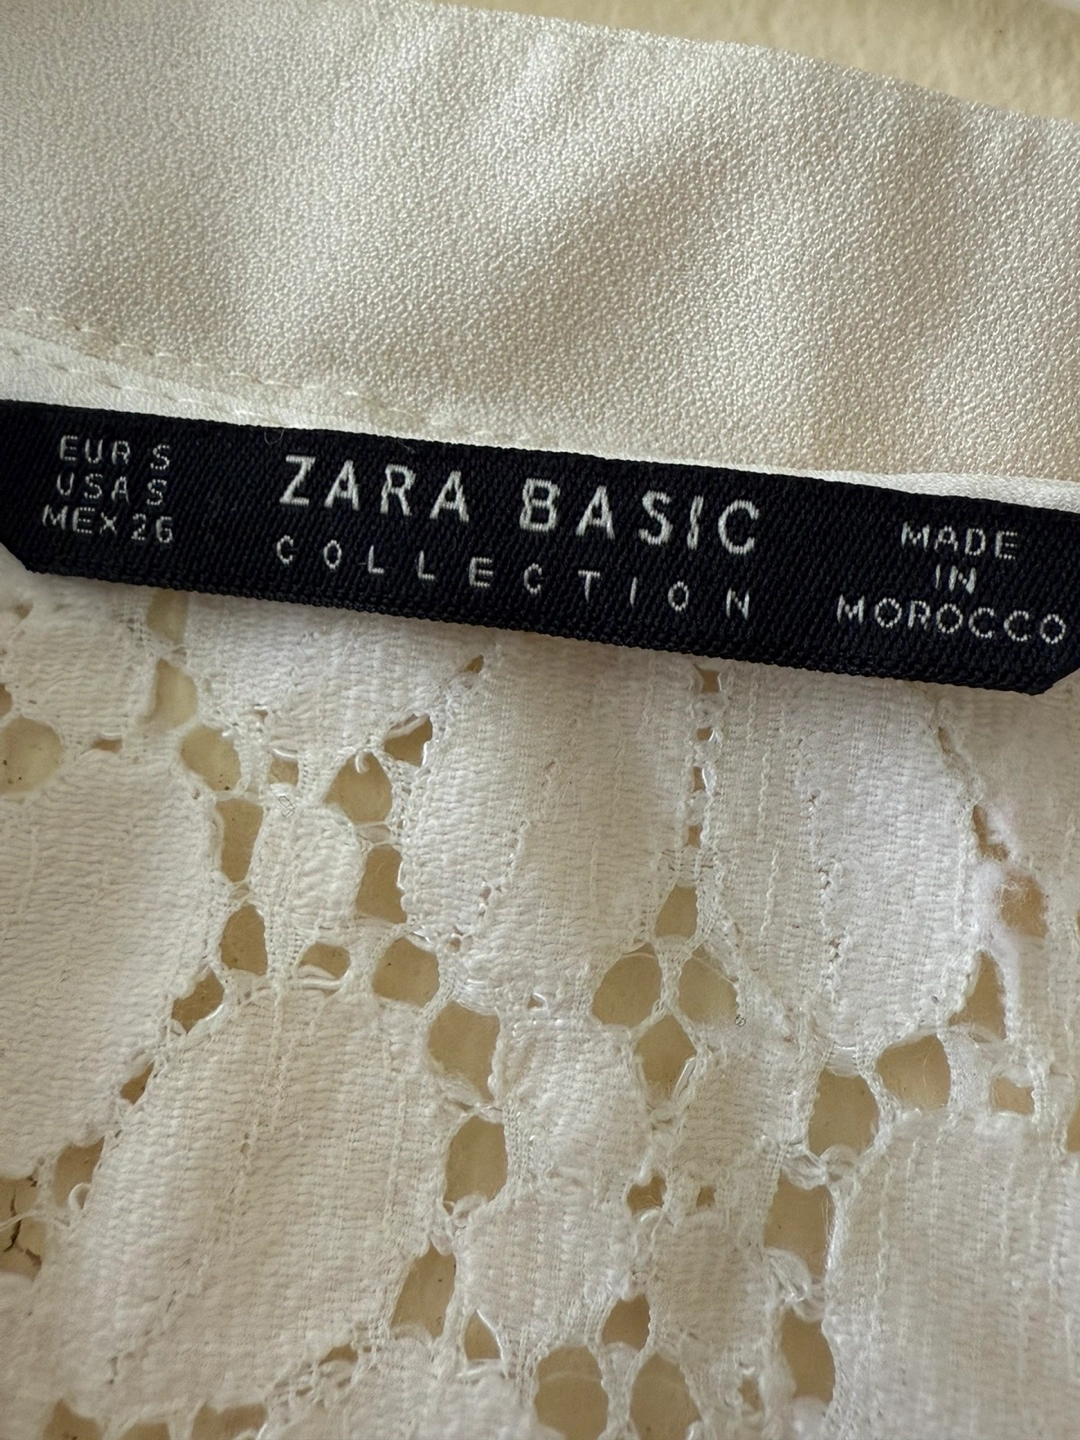 EUR S
USA S
MEX 26
ZARA BASIC
COLLECTION
MADE
IN
MOROCCO